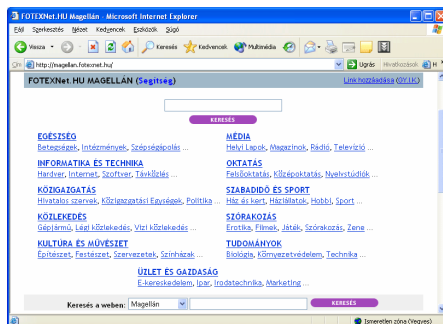 FOTEXNet.HU Magellán - Microsoft Internet Explorer
Fájl Szerkesztés Nézet Kedvencek Eszközök Súgó
Vissza Keresés Kedvencek Multimédia
Cím http://magellan.fotexnet.hu/ Ugrás Hivatkozások
FOTEXNet.HU MAGELLÁN (Segítség) Link hozzáadása (GY.I.K.)
KERESÉS
EGÉSZSÉG MÉDIA
Betegségek, Intézmények, Szépségápolás ... Helyi Lapok, Magazinok, Rádió, Televízió ...
INFORMATIKA ÉS TECHNIKA OKTATÁS
Hardver, Internet, Szoftver, Távközlés ... Felsőoktatás, Középoktatás, Nyelvstúdiók ...
KÖZIGAZGATÁS SZABADIDŐ ÉS SPORT
Hivatalos szervek, Közigazgatási Egységek, Politika ... Ház és kert, Háziállatok, Hobbi, Sport ...
KÖZLEKEDÉS SZÓRAKOZÁS
Gépjármű, Légi közlekedés, Vízi közlekedés ... Erotika, Filmek, Játék, Szórakozás, Zene ...
KULTÚRA ÉS MŰVÉSZET TUDOMÁNYOK
Építészet, Festészet, Szervezetek, Színházak ... Biológia, Környezetvédelem, Technika ...
ÜZLET ÉS GAZDASÁG
E-kereskedelem, Ipar, Irodatechnika, Marketing ...
Keresés a weben: Magellán KERESÉS
Ismeretlen zóna (Vegyes)